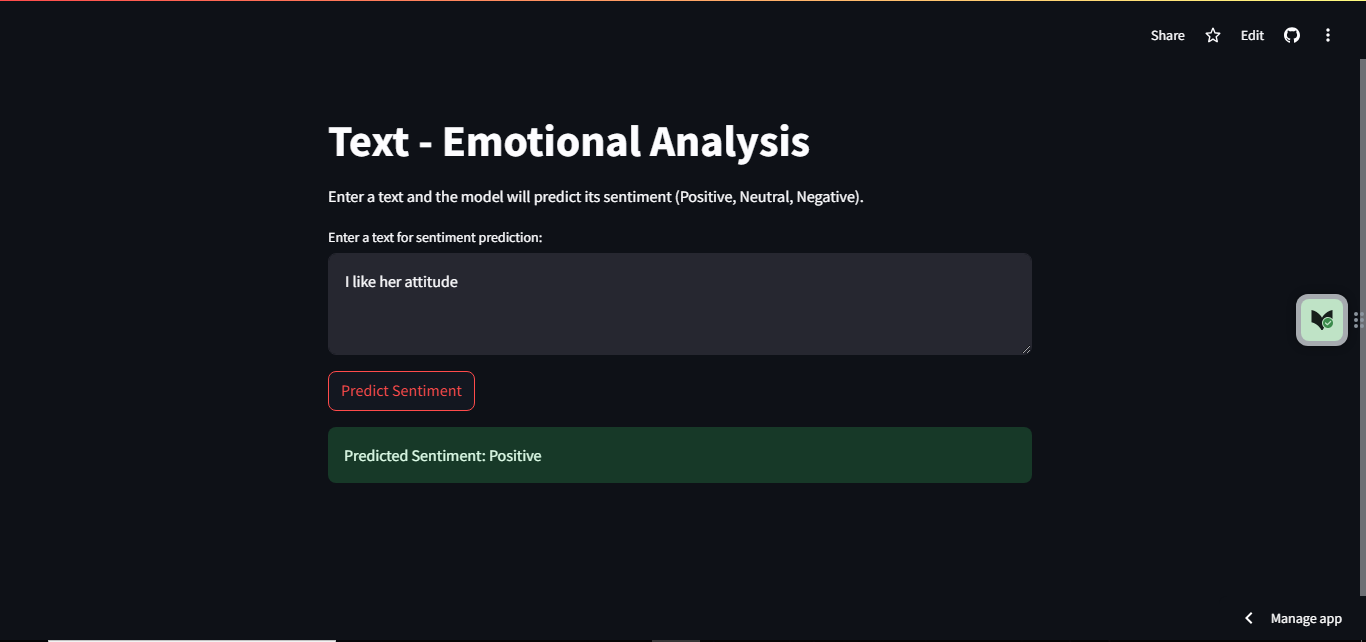 Share Edit
Text - Emotional Analysis
Enter a text and the model will predict its sentiment (Positive, Neutral, Negative).
Enter a text for sentiment prediction:
I like her attitude
Predict Sentiment
Predicted Sentiment: Positive
Manage app